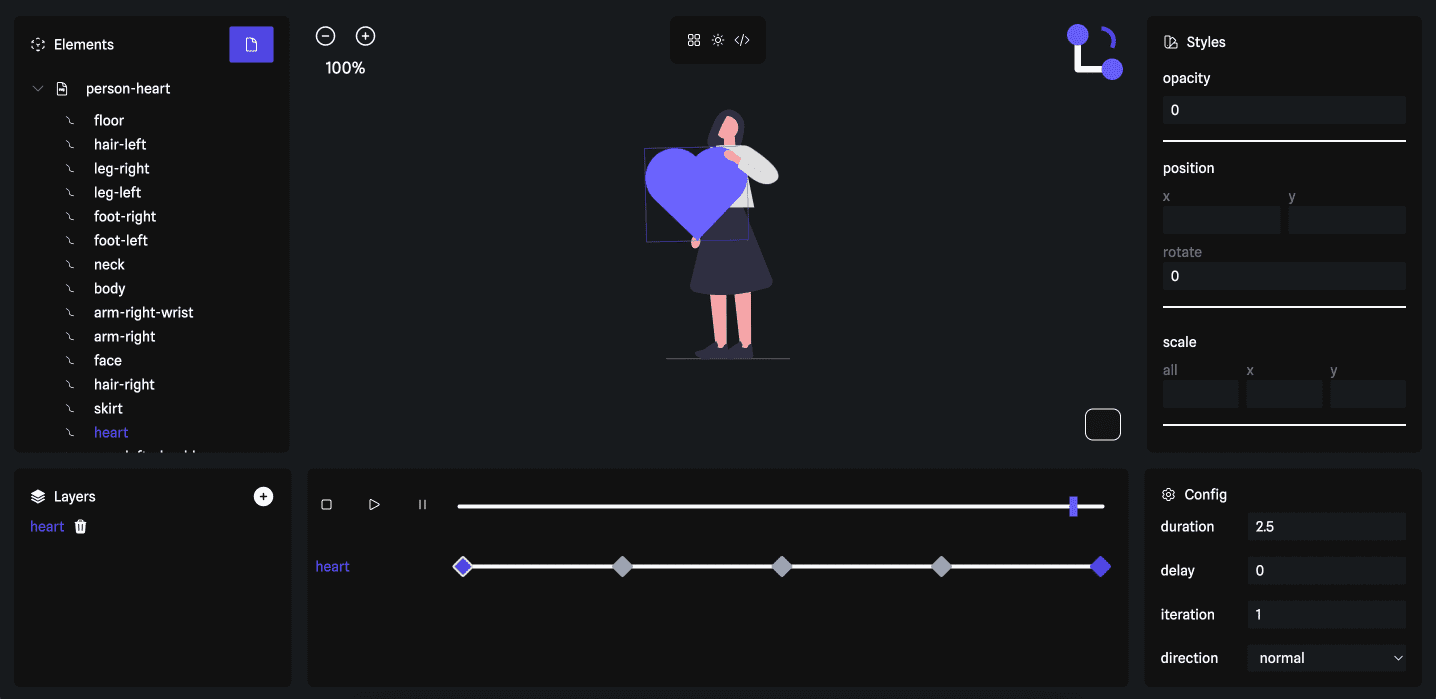 Elements
person-heart
floor
hair-left
leg-right
leg-left
foot-right
foot-left
neck
body
arm-right-wrist
arm-right
face
hair-right
skirt
heart
100%
Styles
opacity
0
position
x y
rotate
0
scale
all x y
Layers
heart
heart
Config
duration 2.5
delay 0
iteration 1
direction normal